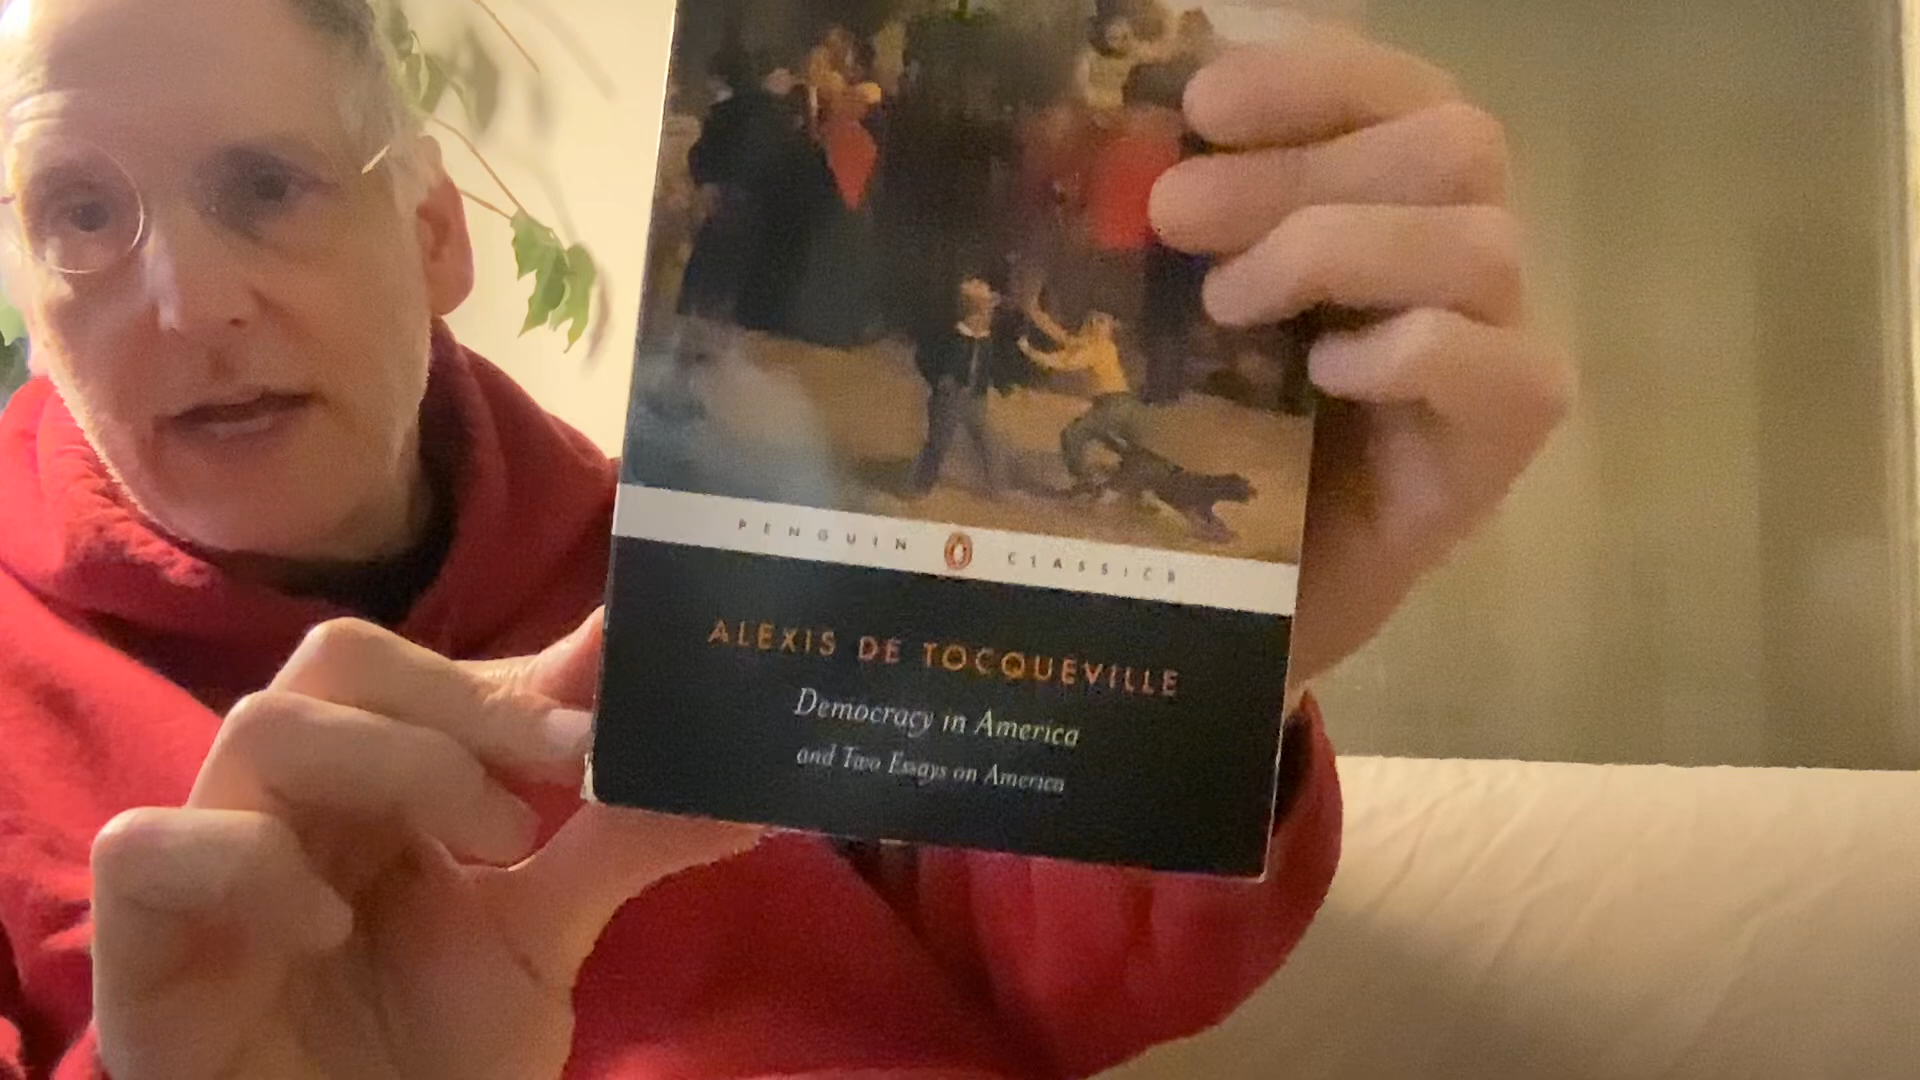 PENGUIN CLASSICS
ALEXIS DE TOCQUEVILLE
Democracy in America
and Two Essays on America